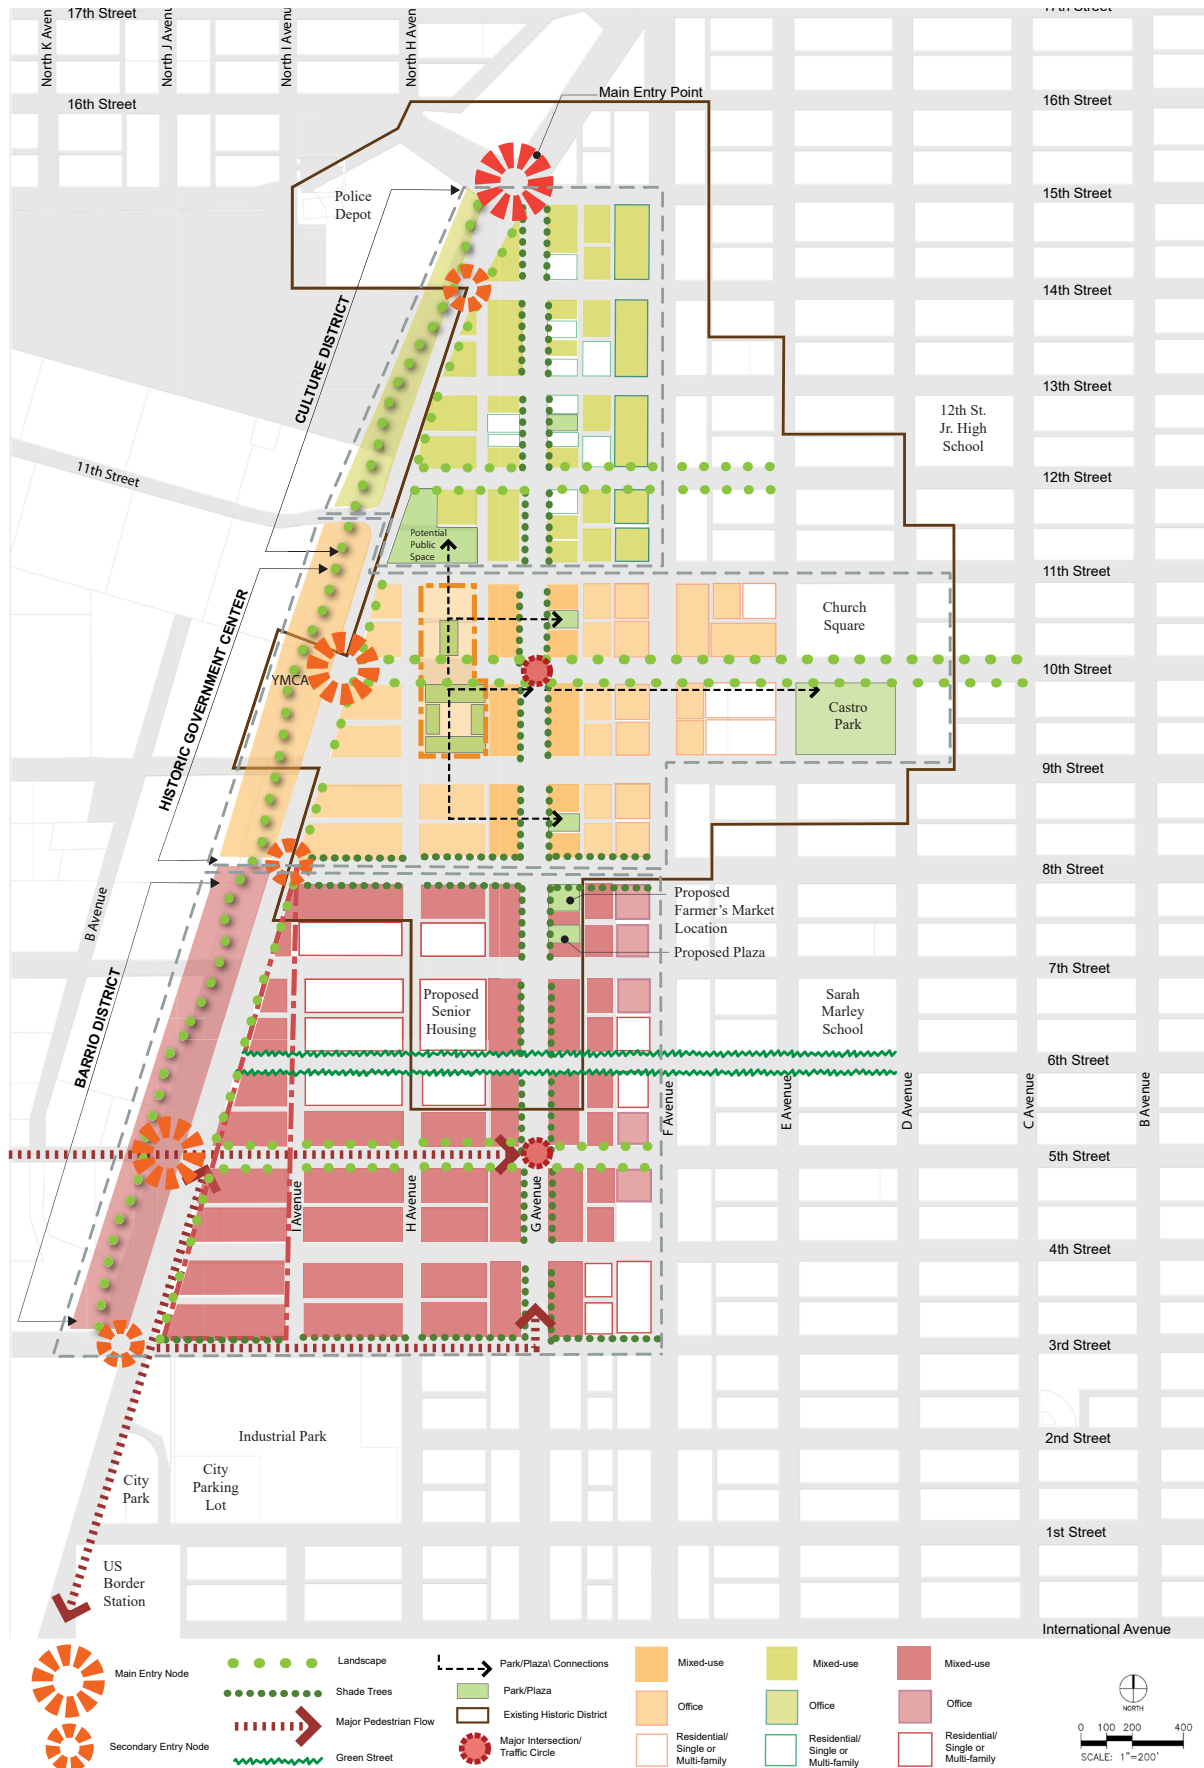 17th Street
17th Street
North K Aven
North J Avenu
North I Avenu
North H Aven
16th Street
Main Entry Point
16th Street
Police
Depot
15th Street
14th Street
CULTURE DISTRICT
13th Street
12th St.
Jr. High
School
11th Street
12th Street
Potential
Public
Space
11th Street
HISTORIC GOVERNMENT CENTER
Church
Square
YMCA
10th Street
Castro
Park
9th Street
8th Street
B Avenue
Proposed
Farmer's Market
Location
Proposed Plaza
7th Street
BARRIO DISTRICT
Proposed
Senior
Housing
Sarah
Marley
School
6th Street
F Avenue
E Avenue
D Avenue
C Avenue
B Avenue
5th Street
I Avenue
H Avenue
G Avenue
4th Street
3rd Street
Industrial Park
2nd Street
City
Park
City
Parking
Lot
1st Street
US
Border
Station
International Avenue
Main Entry Node
Secondary Entry Node
Landscape
Shade Trees
Major Pedestrian Flow
Green Street
Park/Plaza\ Connections
Park/Plaza
Existing Historic District
Major Intersection/
Traffic Circle
Mixed-use
Office
Residential/
Single or
Multi-family
Mixed-use
Office
Residential/
Single or
Multi-family
Mixed-use
Office
Residential/
Single or
Multi-family
NORTH
0 100 200 400
SCALE: 1"=200'